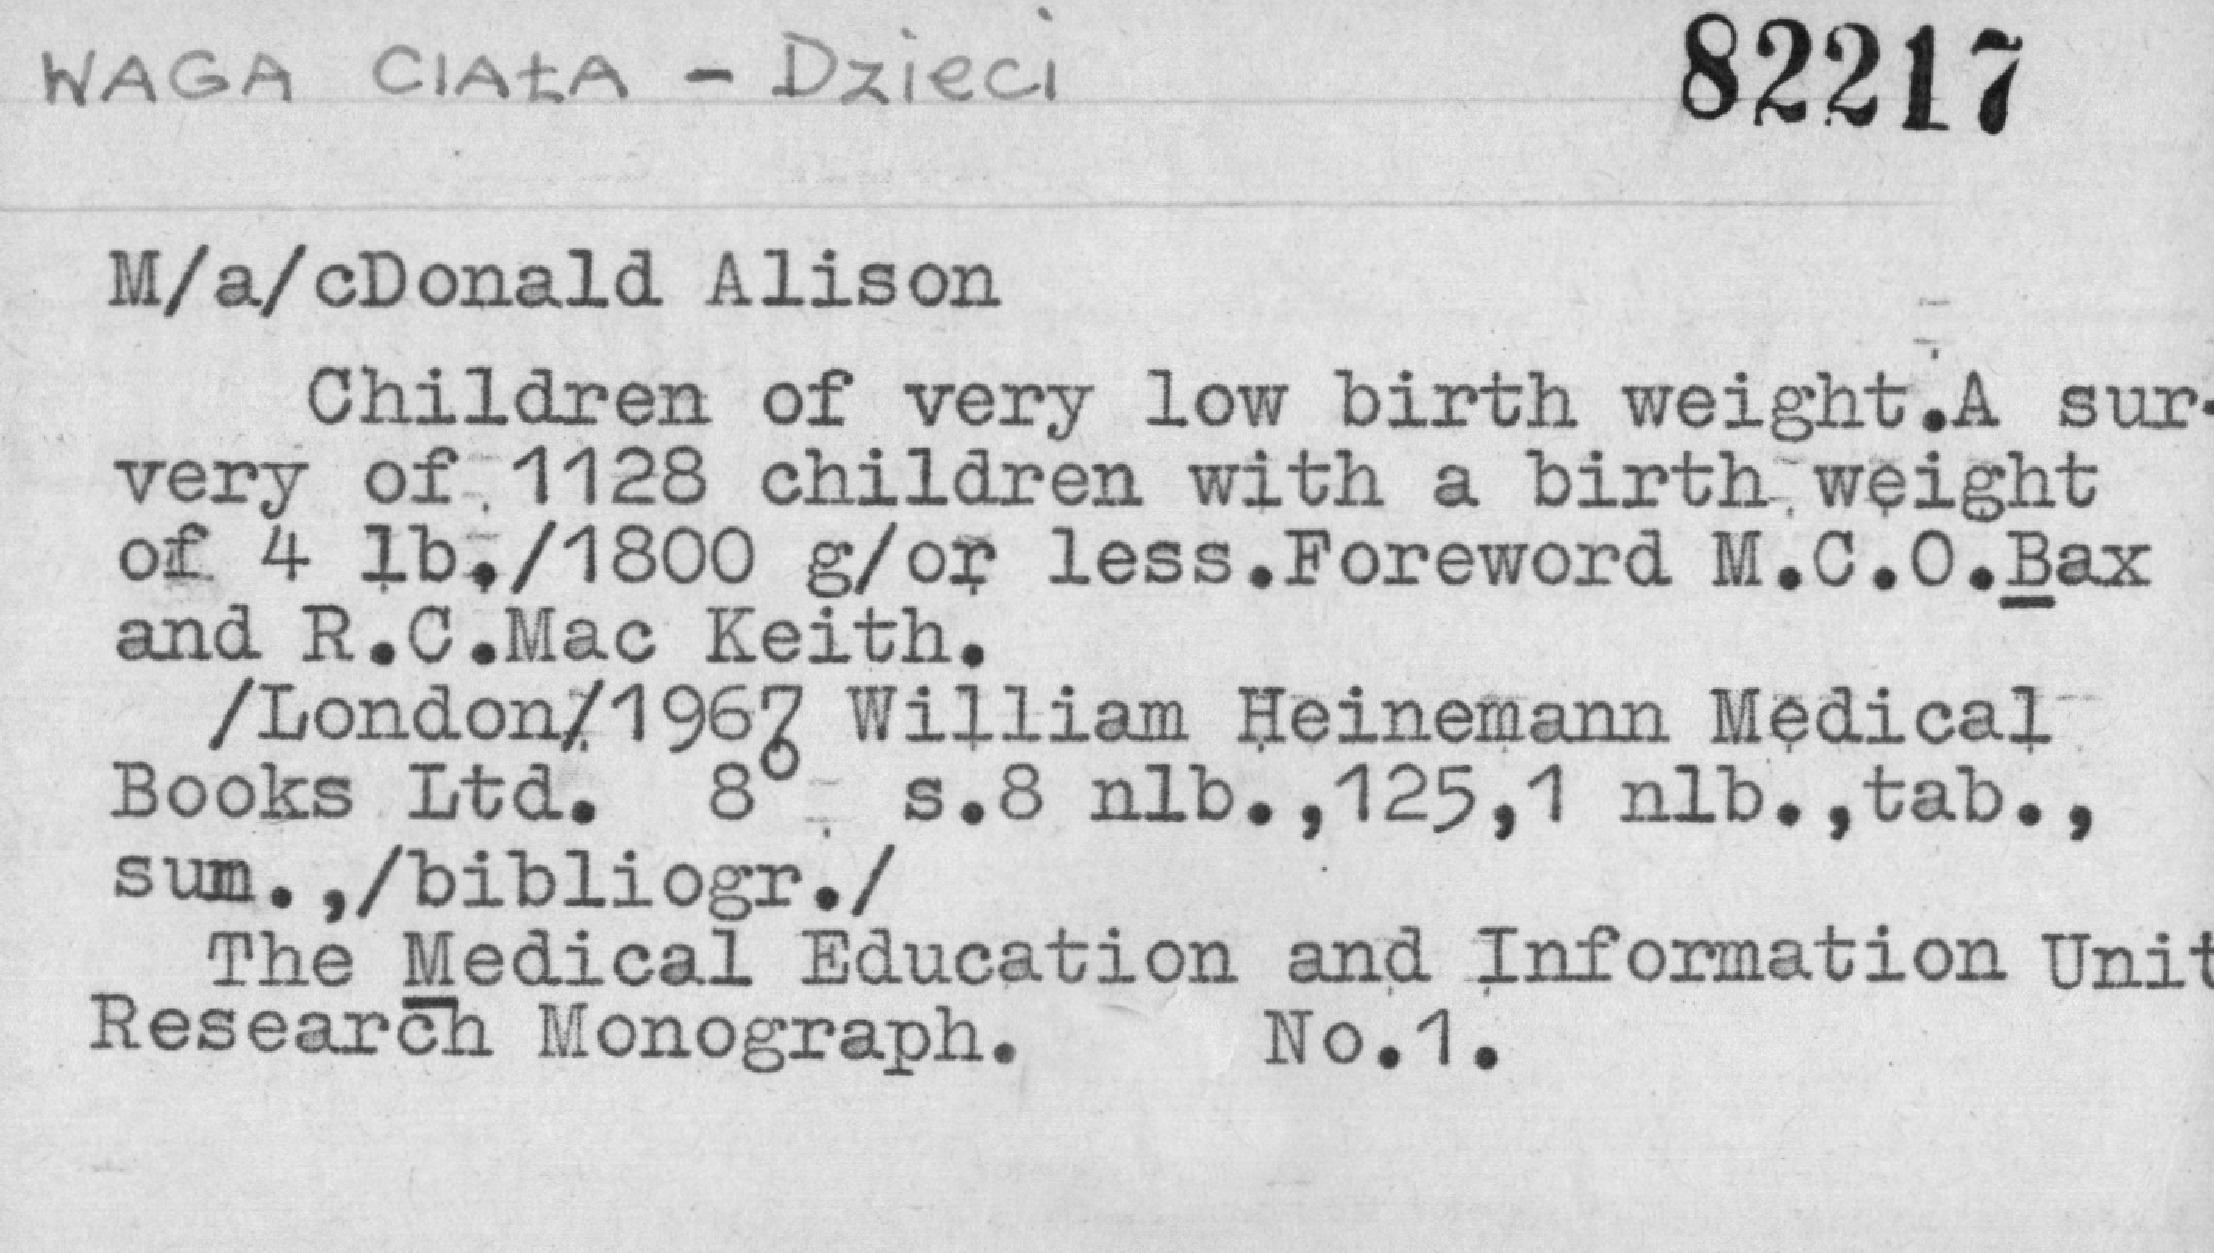 WAGA CIAŁA - Dzieci 82217
M/a/cDonald Alison
Children of very low birth weight.A sur-
very of 1128 children with a birth weight
of 4 lb./1800 g/or less.Foreword M.C.O.Bax
and R.C.Mac Keith.
/London/1967 William Heinemann Medical
Books Ltd. 8° s.8 nlb.,125,1 nlb.,tab.,
sum.,/bibliogr./
The Medical Education and Information Unit
Research Monograph. No.1.